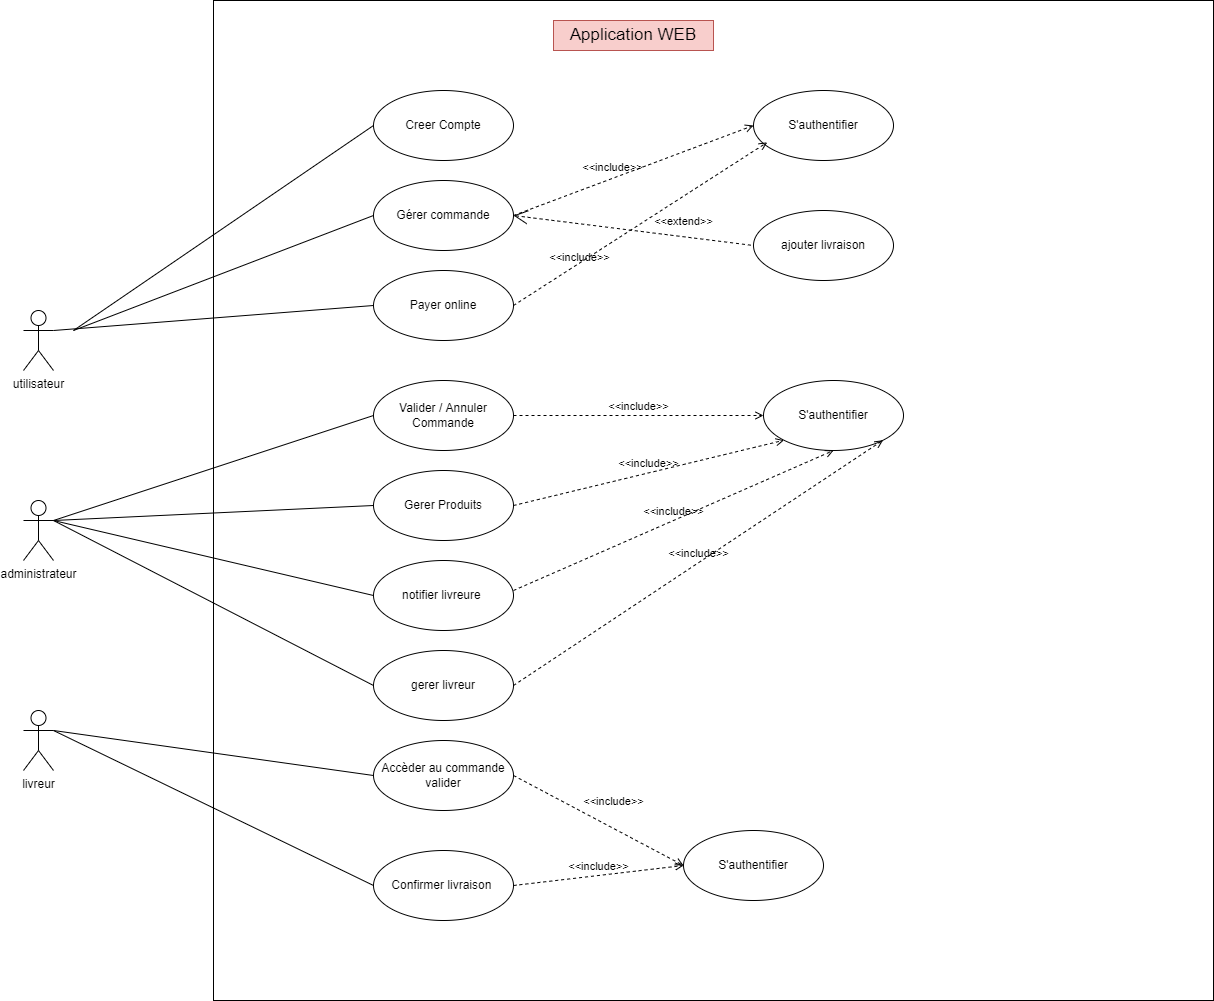 Application WEB
Creer Compte
S'authentifier
<<include>>
Gérer commande
<<extend>>
ajouter livraison
<<include>>
Payer online
utilisateur
Valider / Annuler
Commande
<<include>>
S'authentifier
<<include>>
Gerer Produits
<<include>>
administrateur
<<include>>
notifier livreure
gerer livreur
livreur
Accèder au commande
valider
<<include>>
<<include>>
S'authentifier
Confirmer livraison